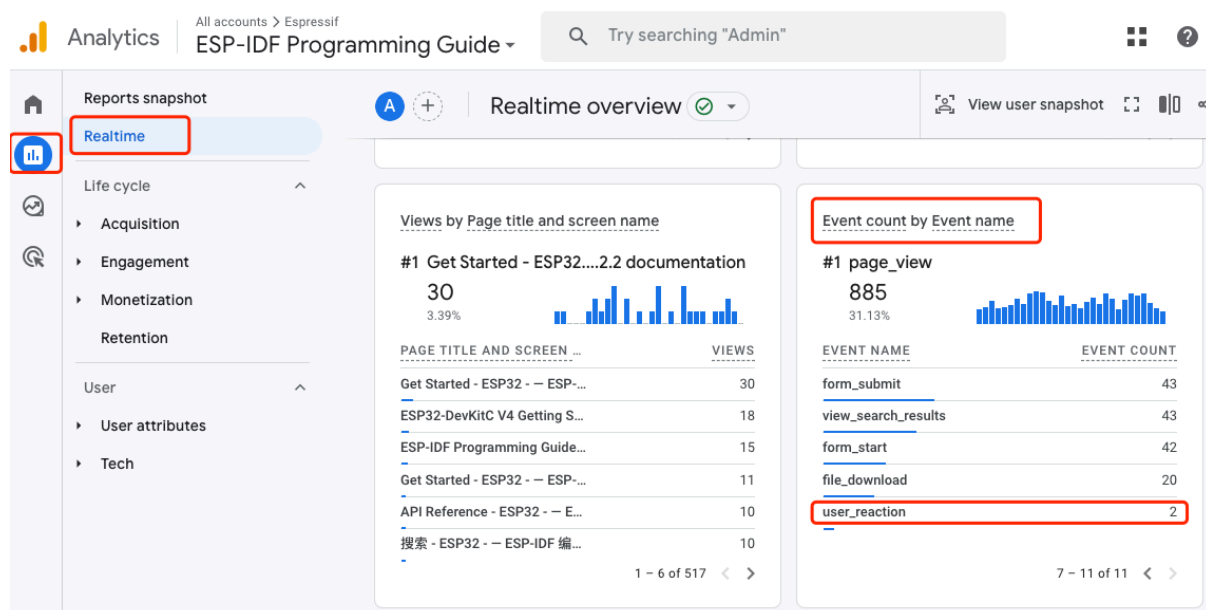 All accounts > Espressif
Analytics
ESP-IDF Programming Guide
Try searching "Admin"
Reports snapshot
Realtime
Life cycle
Acquisition
Engagement
Monetization
Retention
User
User attributes
Tech
A
Realtime overview
View user snapshot
Views by Page title and screen name
#1 Get Started - ESP32....2.2 documentation
30
3.39%
PAGE TITLE AND SCREEN ... VIEWS
Get Started - ESP32 - — ESP-... 30
ESP32-DevKitC V4 Getting S... 18
ESP-IDF Programming Guide... 15
Get Started - ESP32 - — ESP-... 11
API Reference - ESP32 - — E... 10
搜索 - ESP32 - — ESP-IDF 编... 10
1 – 6 of 517
Event count by Event name
#1 page_view
885
31.13%
EVENT NAME EVENT COUNT
form_submit 43
view_search_results 43
form_start 42
file_download 20
user_reaction 2
7 – 11 of 11